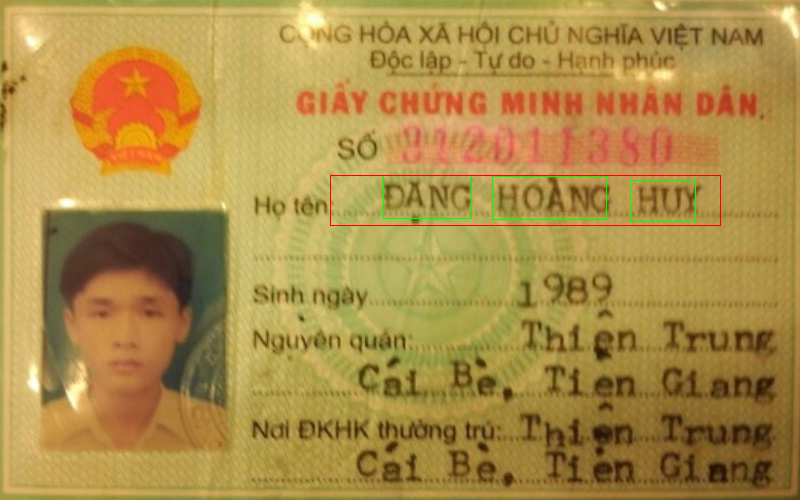 CỘNG HÒA XÃ HỘI CHỦ NGHĨA VIỆT NAM
Độc lập - Tự do - Hạnh phúc
GIẤY CHỨNG MINH NHÂN DÂN
SỐ 312011380
Họ tên: ĐẶNG HOÀNG HUY
Sinh ngày 1989
Nguyên quán: Thiện Trung
Cái Bè, Tiền Giang
Nơi ĐKHK thường trú: Thiện Trung
Cái Bè, Tiền Giang